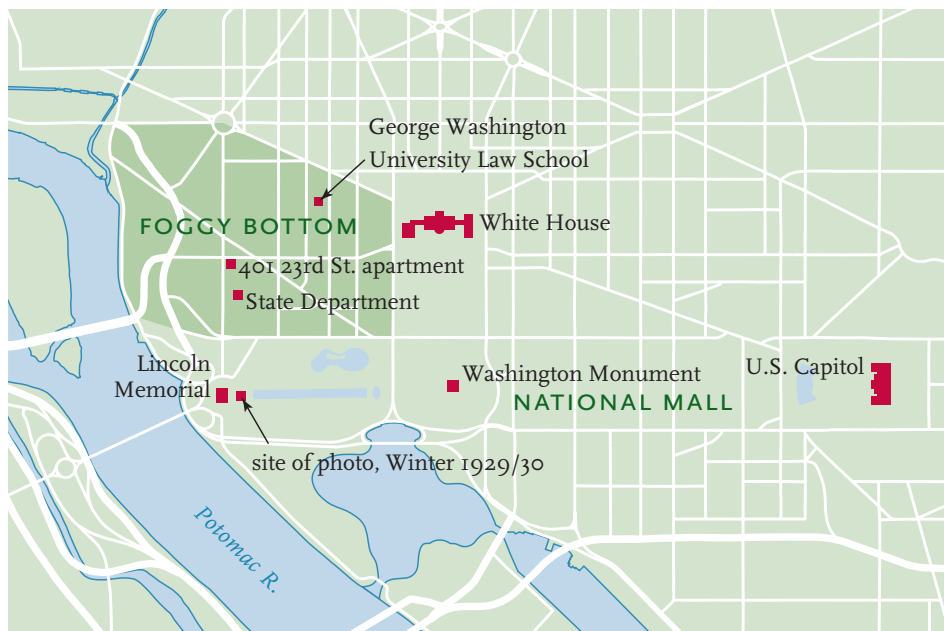 George Washington
University Law School
FOGGY BOTTOM
White House
401 23rd St. apartment
State Department
Lincoln
Memorial
Washington Monument
U.S. Capitol
NATIONAL MALL
site of photo, Winter 1929/30
Potomac R.